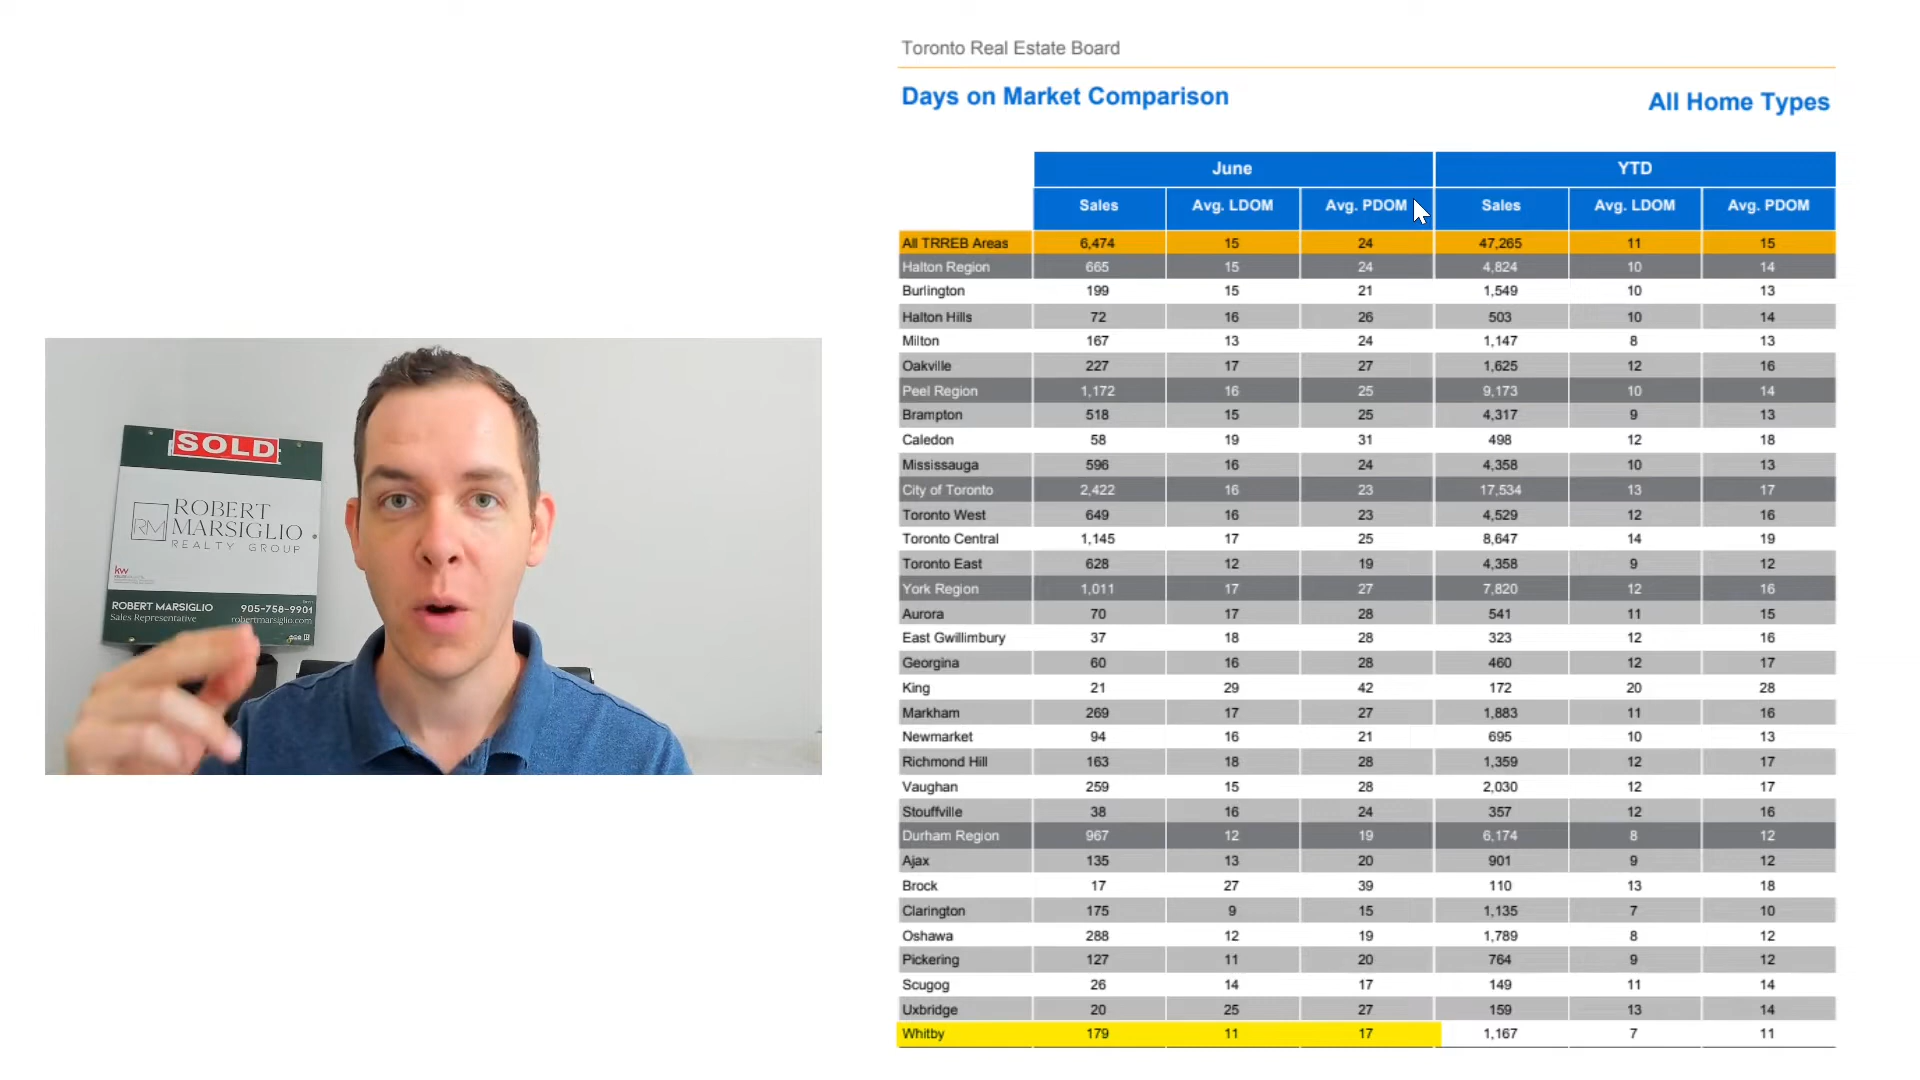 Toronto Real Estate Board
Days on Market Comparison
All Home Types
June YTD
Sales Avg. LDOM Avg. PDOM Sales Avg. LDOM Avg. PDOM
All TRREB Areas 6,474 15 24 47,265 11 15
Halton Region 665 15 24 4,824 10 14
Burlington 199 15 21 1,549 10 13
Halton Hills 72 16 26 503 10 14
Milton 167 13 24 1,147 8 13
Oakville 227 17 27 1,625 12 16
Peel Region 1,172 16 25 9,173 10 14
Brampton 518 15 25 4,317 9 13
Caledon 58 19 31 498 12 18
Mississauga 596 16 24 4,358 10 13
City of Toronto 2,422 16 23 17,534 13 17
Toronto West 649 16 23 4,529 12 16
Toronto Central 1,145 17 25 8,647 14 19
Toronto East 628 12 19 4,358 9 12
York Region 1,011 17 27 7,820 12 16
Aurora 70 17 28 541 11 15
East Gwillimbury 37 18 28 323 12 16
Georgina 60 16 28 460 12 17
King 21 29 42 172 20 28
Markham 269 17 27 1,883 11 16
Newmarket 94 16 21 695 10 13
Richmond Hill 163 18 28 1,359 12 17
Vaughan 259 15 28 2,030 12 17
Stouffville 38 16 24 357 12 16
Durham Region 967 12 19 6,174 8 12
Ajax 135 13 20 901 9 12
Brock 17 27 39 110 13 18
Clarington 175 9 15 1,135 7 10
Oshawa 288 12 19 1,789 8 12
Pickering 127 11 20 764 9 12
Scugog 26 14 17 149 11 14
Uxbridge 20 25 27 159 13 14
Whitby 179 11 17 1,167 7 11
SOLD
RM
ROBERT
MARSIGLIO
REALTY GROUP
kw
ROBERT MARSIGLIO 905-758-9901
Sales Representative robertmarsiglio.com